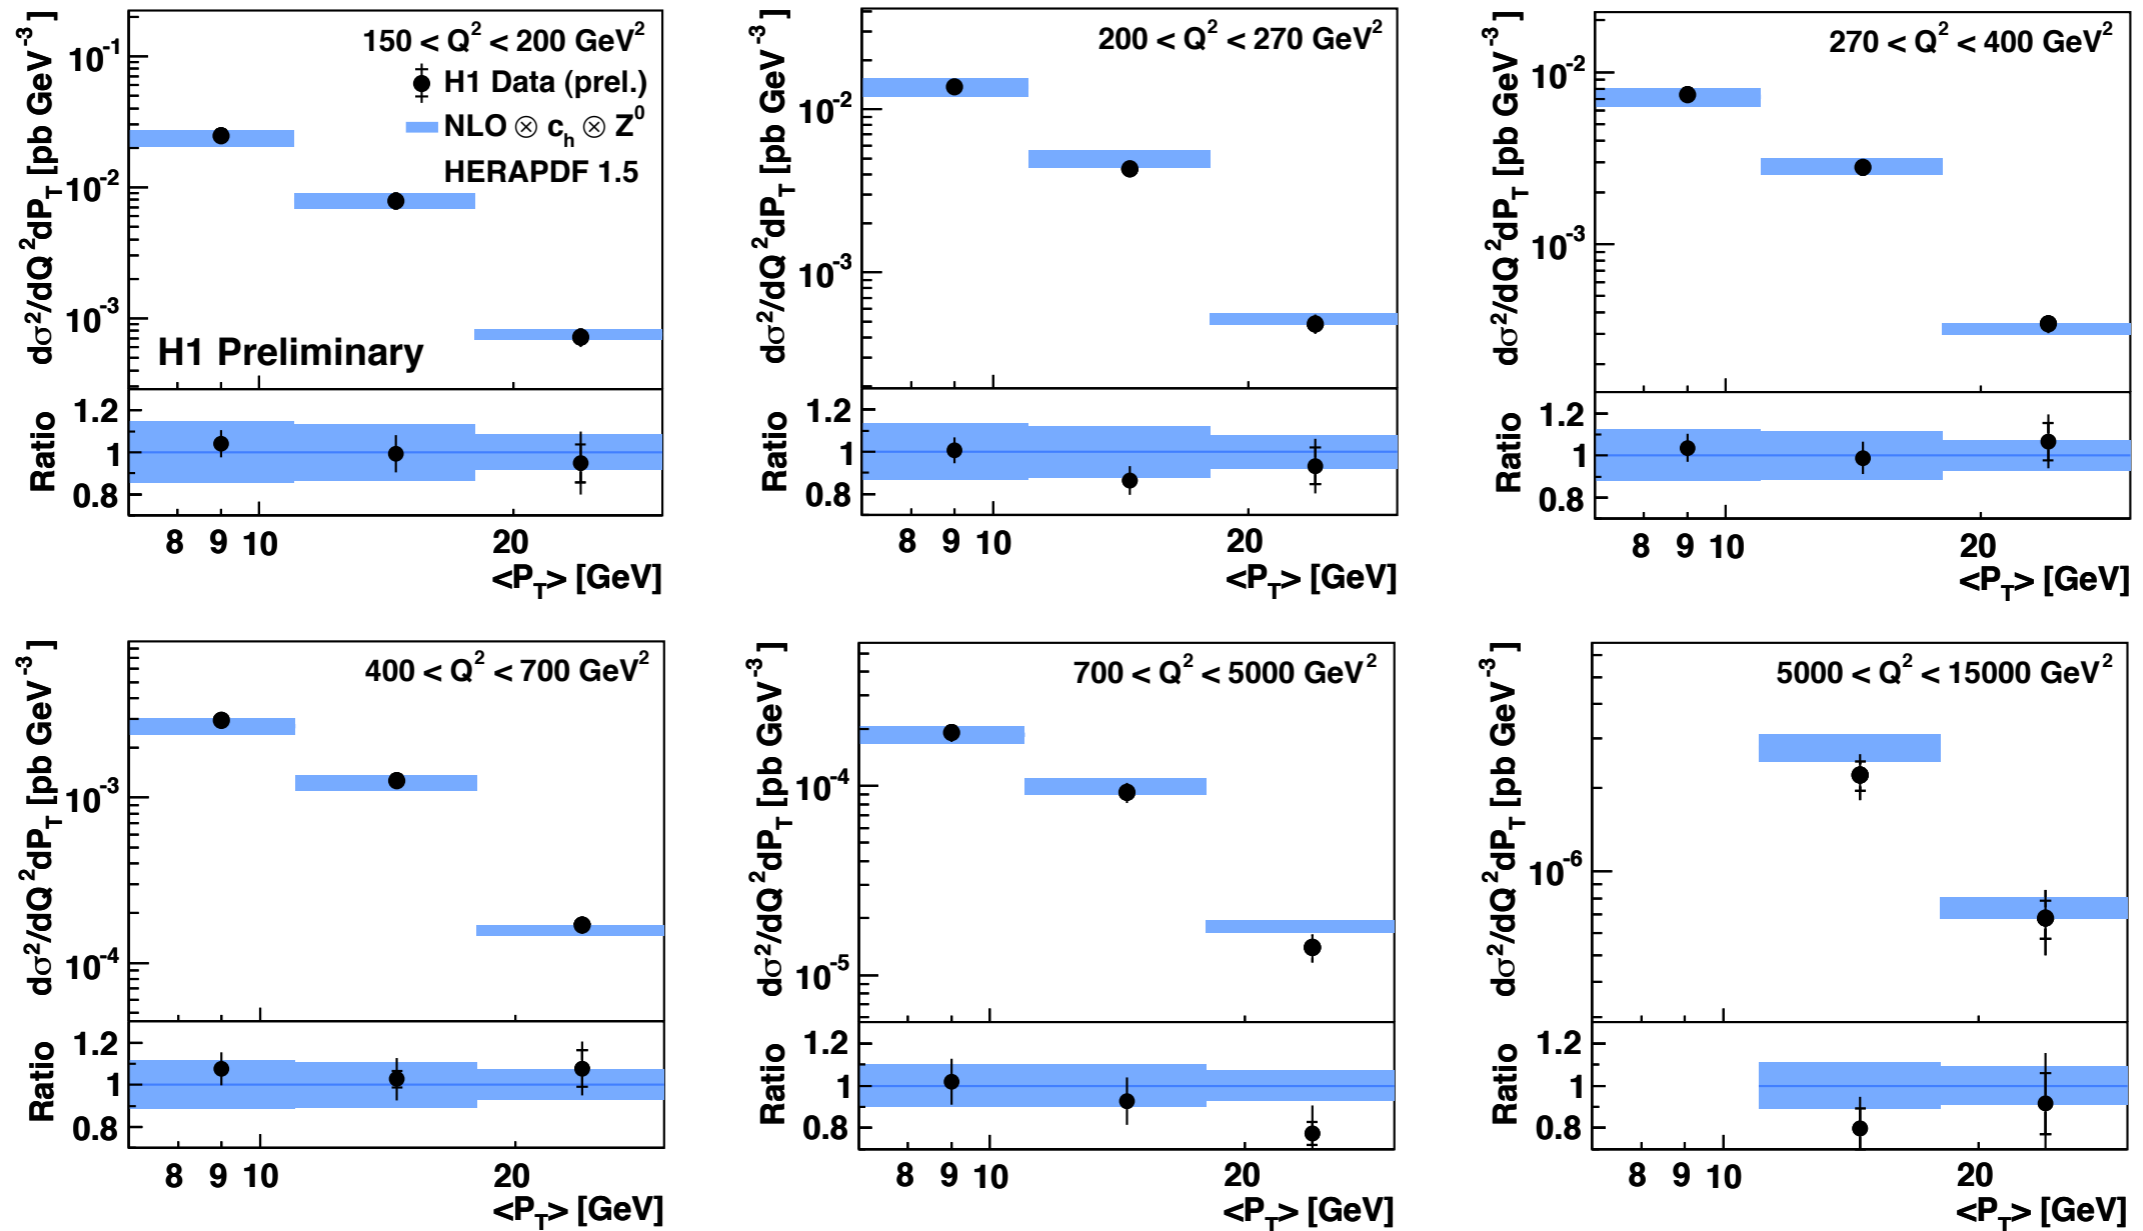 dσ²/dQ²dP_T [pb GeV⁻³]
10⁻¹
10⁻²
10⁻³
150 < Q² < 200 GeV²
H1 Data (prel.)
NLO ⊗ c_h ⊗ Z⁰
HERAPDF 1.5
H1 Preliminary
Ratio
1.2
1
0.8
8 9 10 20
<P_T> [GeV]
dσ²/dQ²dP_T [pb GeV⁻³]
10⁻²
10⁻³
200 < Q² < 270 GeV²
Ratio
1.2
1
0.8
8 9 10 20
<P_T> [GeV]
dσ²/dQ²dP_T [pb GeV⁻³]
10⁻²
10⁻³
270 < Q² < 400 GeV²
Ratio
1.2
1
0.8
8 9 10 20
<P_T> [GeV]
dσ²/dQ²dP_T [pb GeV⁻³]
10⁻³
10⁻⁴
400 < Q² < 700 GeV²
Ratio
1.2
1
0.8
8 9 10 20
<P_T> [GeV]
dσ²/dQ²dP_T [pb GeV⁻³]
10⁻⁴
10⁻⁵
700 < Q² < 5000 GeV²
Ratio
1.2
1
0.8
8 9 10 20
<P_T> [GeV]
dσ²/dQ²dP_T [pb GeV⁻³]
10⁻⁶
5000 < Q² < 15000 GeV²
Ratio
1.2
1
0.8
8 9 10 20
<P_T> [GeV]